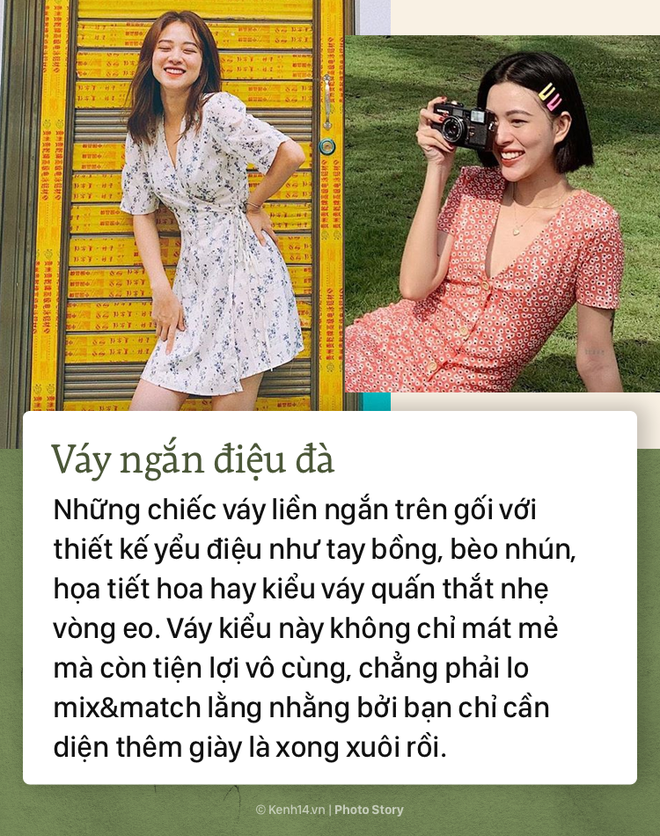 Váy ngắn điệu đà
Những chiếc váy liền ngắn trên gối với
thiết kế yểu điệu như tay bồng, bèo nhún,
họa tiết hoa hay kiểu váy quấn thắt nhẹ
vòng eo. Váy kiểu này không chỉ mát mẻ
mà còn tiện lợi vô cùng, chẳng phải lo
mix&match lằng nhằng bởi bạn chỉ cần
diện thêm giày là xong xuôi rồi.
© Kenh14.vn | Photo Story